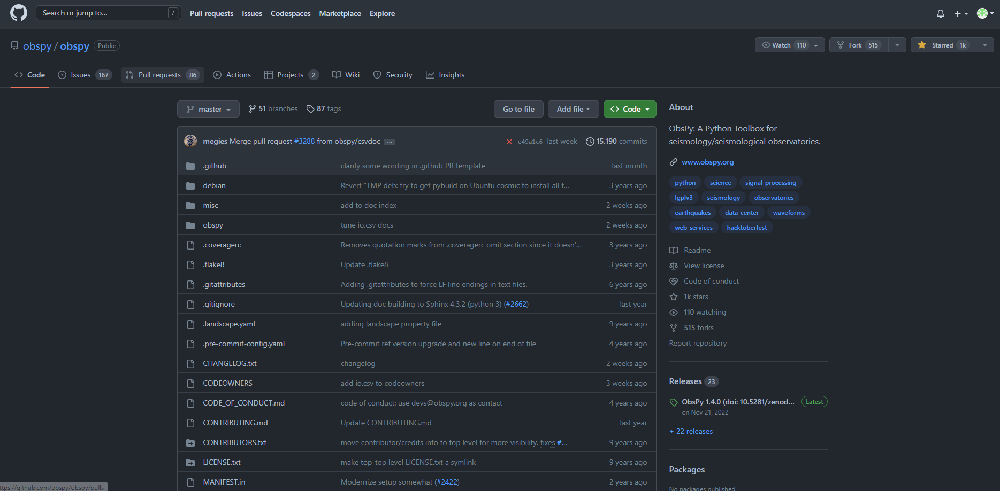 Search or jump to... /
Pull requests Issues Codespaces Marketplace Explore
obspy / obspy Public
Watch 110 Fork 515 Starred 1k
Code Issues 167 Pull requests 86 Actions Projects 2 Wiki Security Insights
master 51 branches 87 tags Go to file Add file Code
megies Merge pull request #3288 from obspy/csvdoc ... e49a1c6 last week 15,190 commits
.github clarify some wording in .github PR template last month
debian Revert "TMP deb: try to get pybuild on Ubuntu cosmic to install all f... 3 years ago
misc add to doc index 2 weeks ago
obspy tune io.csv docs 2 weeks ago
.coveragerc Removes quotation marks from .coveragerc omit section since it doesn'... 3 years ago
.flake8 Update .flake8 3 years ago
.gitattributes Adding .gitattributes to force LF line endings in text files. 6 years ago
.gitignore Updating doc building to Sphinx 4.3.2 (python 3) (#2662) last year
.landscape.yaml adding landscape property file 9 years ago
.pre-commit-config.yaml Pre-commit ref version upgrade and new line on end of file 4 years ago
CHANGELOG.txt changelog 2 weeks ago
CODEOWNERS add io.csv to codeowners 3 weeks ago
CODE_OF_CONDUCT.md code of conduct: use devs@obspy.org as contact 4 years ago
CONTRIBUTING.md Update CONTRIBUTING.md last year
CONTRIBUTORS.txt move contributor/credits info to top level for more visibility. fixes #... 9 years ago
LICENSE.txt make top-top level LICENSE.txt a symlink 9 years ago
MANIFEST.in Modernize setup somewhat (#2422) 2 years ago
About
ObsPy: A Python Toolbox for
seismology/seismological observatories.
www.obspy.org
python science signal-processing
lgplv3 seismology observatories
earthquakes data-center waveforms
web-services hacktoberfest
Readme
View license
Code of conduct
1k stars
110 watching
515 forks
Report repository
Releases 23
ObsPy 1.4.0 (doi: 10.5281/zenod... Latest
on Nov 21, 2022
+ 22 releases
Packages
No packages published
ttps://github.com/obspy/obspy/pulls